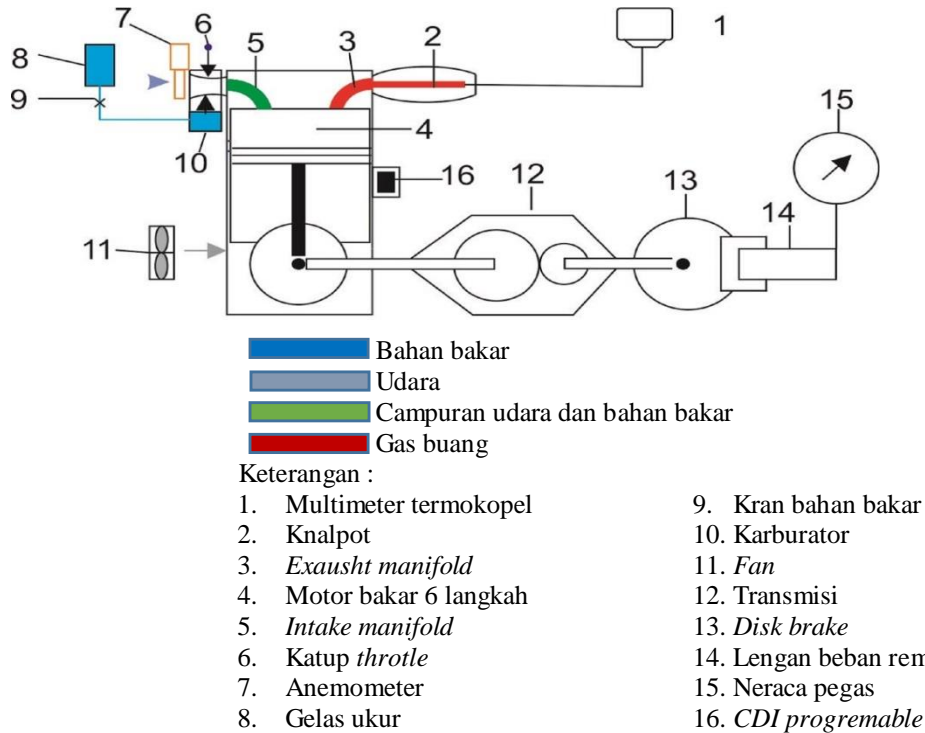 7
6
5
3
2
1
8
9
10
4
16
15
12
13
14
11
Bahan bakar
Udara
Campuran udara dan bahan bakar
Gas buang
Keterangan :
1. Multimeter termokopel
2. Knalpot
3. Exausht manifold
4. Motor bakar 6 langkah
5. Intake manifold
6. Katup throtle
7. Anemometer
8. Gelas ukur
9. Kran bahan bakar
10. Karburator
11. Fan
12. Transmisi
13. Disk brake
14. Lengan beban rem
15. Neraca pegas
16. CDI progremable